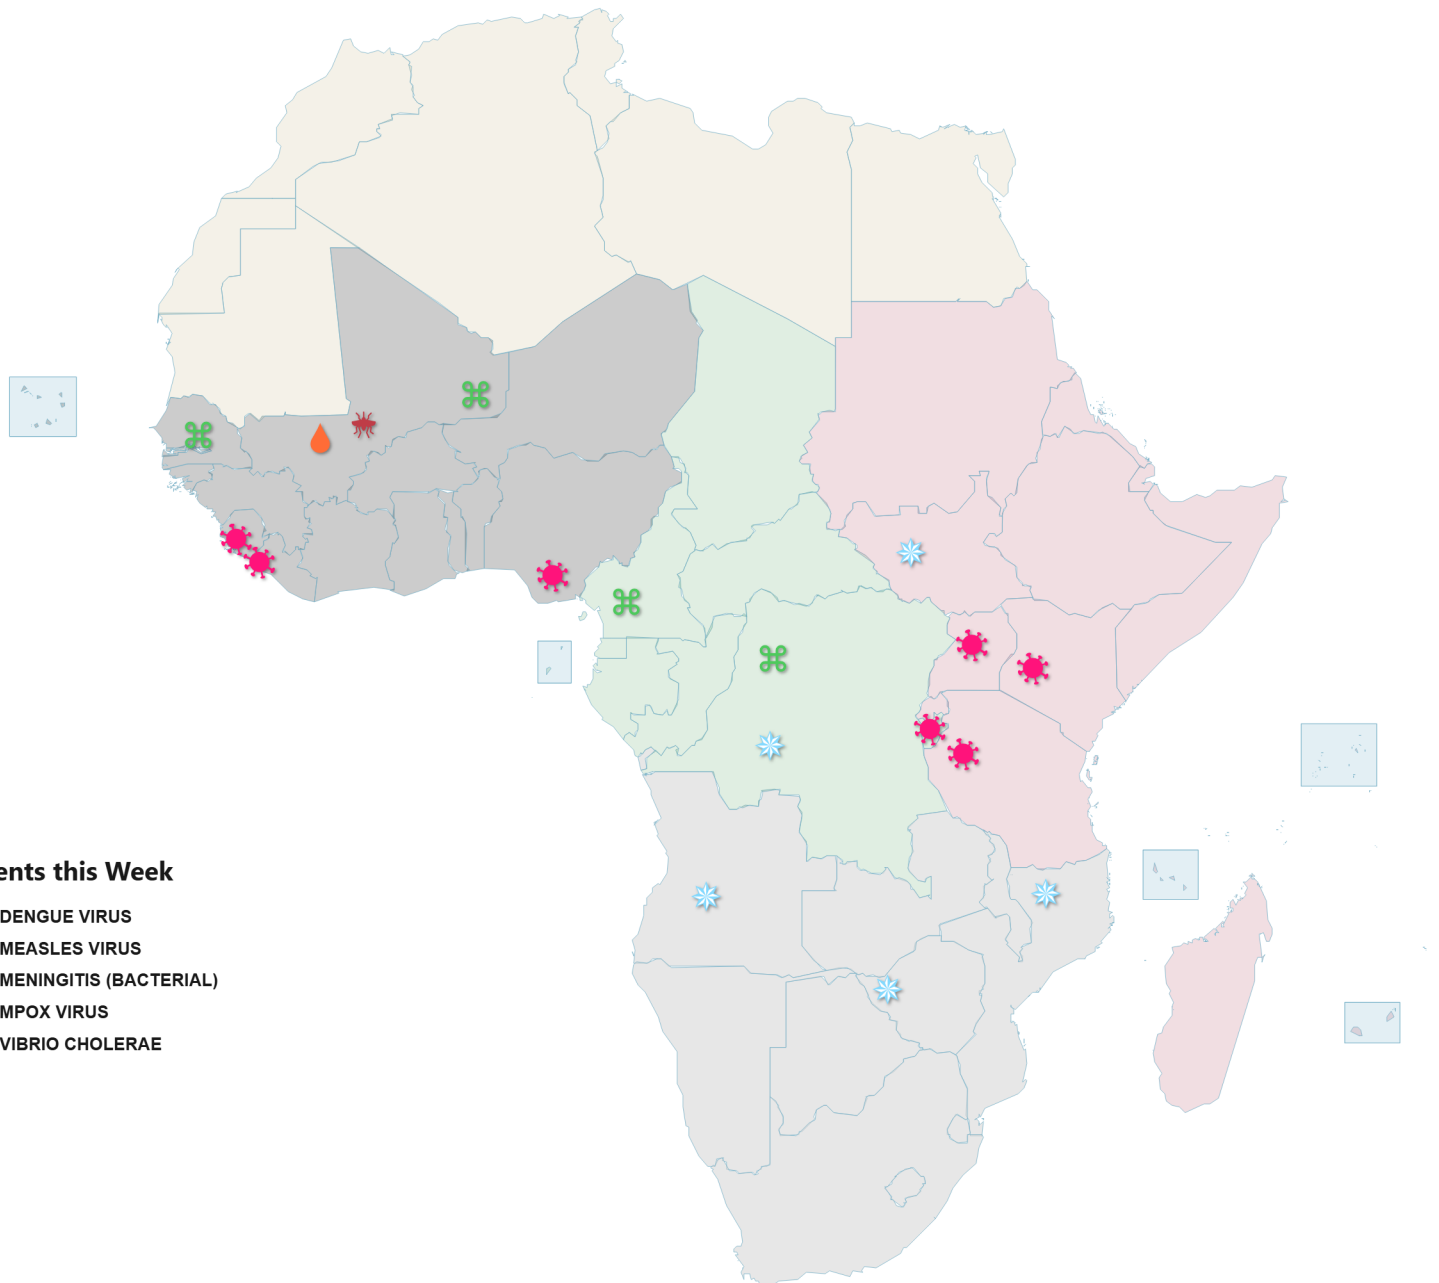 ents this Week
DENGUE VIRUS
MEASLES VIRUS
MENINGITIS (BACTERIAL)
MPOX VIRUS
VIBRIO CHOLERAE